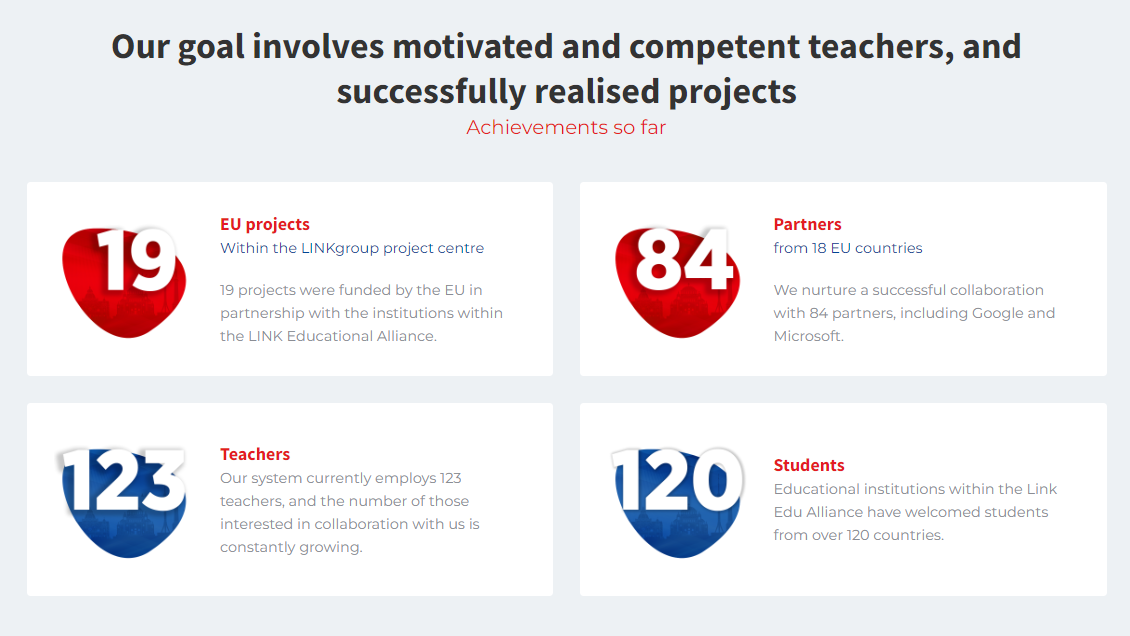 Our goal involves motivated and competent teachers, and
successfully realised projects
Achievements so far
19
EU projects
Within the LINKgroup project centre
19 projects were funded by the EU in
partnership with the institutions within
the LINK Educational Alliance.
84
Partners
from 18 EU countries
We nurture a successful collaboration
with 84 partners, including Google and
Microsoft.
123
Teachers
Our system currently employs 123
teachers, and the number of those
interested in collaboration with us is
constantly growing.
120
Students
Educational institutions within the Link
Edu Alliance have welcomed students
from over 120 countries.